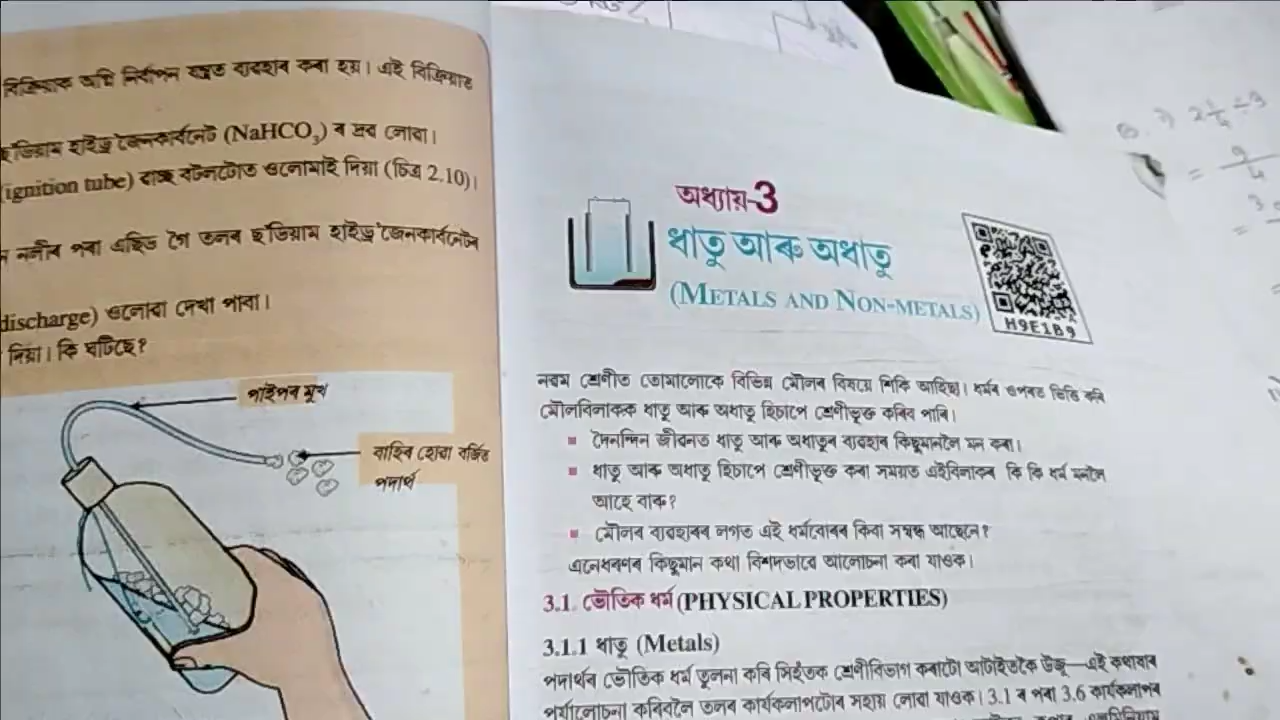 বিক্ৰিয়াক অগ্নি নিৰ্বাপন যন্ত্ৰত ব্যৱহাৰ কৰা হয়। এই বিক্ৰিয়াত
ছ'ডিয়াম হাইড্ৰ'জেনকাৰ্বনেট (NaHCO₃) ৰ দ্ৰৱ লোৱা।
(ignition tube) বটলটোত ওলোমাই দিয়া (চিত্ৰ 2.10)।
নলীৰ পৰা এছিড গৈ তলৰ ছ'ডিয়াম হাইড্ৰ'জেনকাৰ্বনেটৰ
discharge) ওলোৱা দেখা পাবা।
দিয়া। কি ঘটিছে?
পাইপৰ মুখ
বাহিৰ হোৱা বৰ্জিত
পদাৰ্থ
অধ্যায়-3
ধাতু আৰু অধাতু
(METALS AND NON-METALS)
H9E1B9
নৱম শ্ৰেণীত তোমালোকে বিভিন্ন মৌলৰ বিষয়ে শিকি আহিছা। ধৰ্মৰ ওপৰত ভিত্তি কৰি
মৌলবিলাকক ধাতু আৰু অধাতু হিচাপে শ্ৰেণীভুক্ত কৰিব পাৰি।
■ দৈনন্দিন জীৱনত ধাতু আৰু অধাতুৰ ব্যৱহাৰ কিছুমানলৈ মন কৰা।
■ ধাতু আৰু অধাতু হিচাপে শ্ৰেণীভুক্ত কৰা সময়ত এইবিলাকৰ কি কি ধৰ্ম মনলৈ
আহে বাৰু?
■ মৌলৰ ব্যৱহাৰৰ লগত এই ধৰ্মবোৰৰ কিবা সম্বন্ধ আছেনে?
এনেধৰণৰ কিছুমান কথা বিশদভাৱে আলোচনা কৰা যাওক।
3.1. ভৌতিক ধৰ্ম (PHYSICAL PROPERTIES)
3.1.1 ধাতু (Metals)
পদাৰ্থৰ ভৌতিক ধৰ্ম তুলনা কৰি সিহঁতক শ্ৰেণীবিভাগ কৰাটো আটাইতকৈ উজু—এই কথাষাৰ
পৰ্যালোচনা কৰিবলৈ তলৰ কাৰ্যকলাপটোৰ সহায় লোৱা যাওক। 3.1 ৰ পৰা 3.6 কাৰ্যকলাপৰ